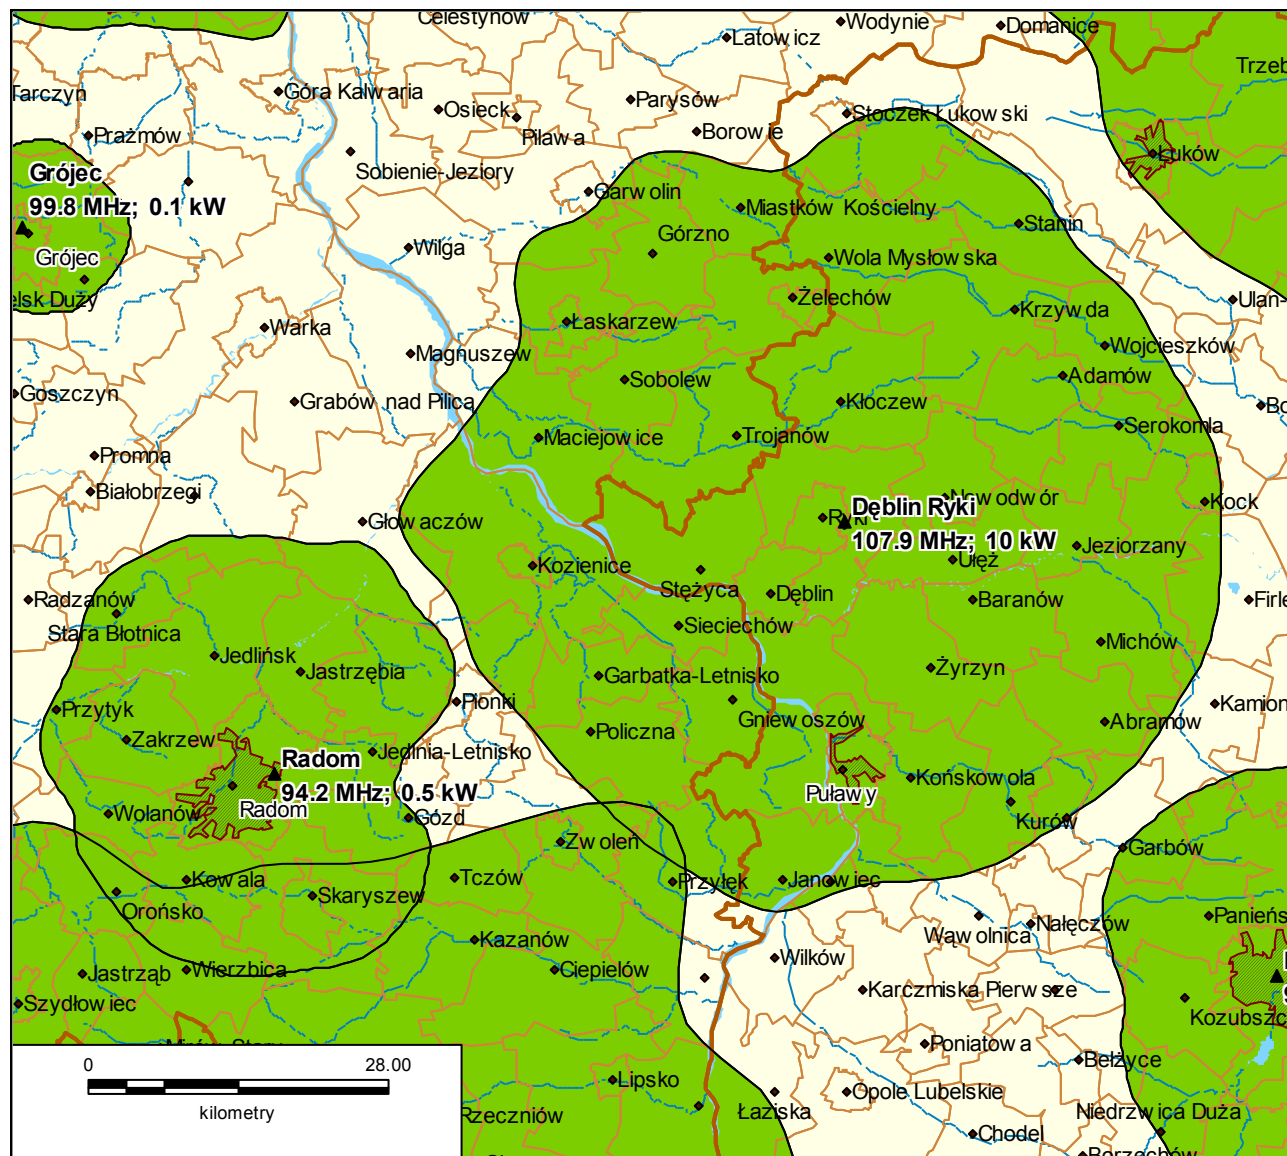 Celestynów
Wodynie
Domanice
Latowicz
Tarczyn
Góra Kalwaria
Osieck
Parysów
Pilawa
Borowie
Stoczek Łukowski
Prażmów
Łuków
Sobienie-Jeziory
Grójec
99.8 MHz; 0.1 kW
Garwolin
Miastków Kościelny
Stanin
Górzno
Wilga
Grójec
Wola Mysłowska
Żelechów
Krzywda
Warka
Łaskarzew
Magnuszew
Wojcieszków
Adamów
Sobolew
Goszczyn
Grabów nad Pilicą
Kłoczew
Maciejowice
Trojanów
Serokomla
Promna
Białobrzegi
Nowodwór
Kock
Głowaczów
Ryki
Dęblin Ryki
107.9 MHz; 10 kW
Jeziorzany
Ułęż
Kozienice
Stężyca
Dęblin
Baranów
Radzanów
Stara Błotnica
Sieciechów
Michów
Jedlińsk
Jastrzębia
Garbatka-Letnisko
Żyrzyn
Pionki
Przytyk
Gniewoszów
Abramów
Zakrzew
Policzna
Jedlnia-Letnisko
Radom
94.2 MHz; 0.5 kW
Końskowola
Puławy
Radom
Wolanów
Gózd
Kurów
Zwoleń
Garbów
Kowala
Tczów
Przyłęk
Janowiec
Orońsko
Skaryszew
Nałęczów
Wąwolnica
Kazanów
Jastrząb
Wierzbica
Ciepielów
Wilków
Szydłowiec
Karczmiska Pierwsze
Poniatowa
Bełżyce
Lipsko
Łaziska
Opole Lubelskie
Niedrzwica Duża
Rzeczniów
Chodel
0 28.00
kilometry